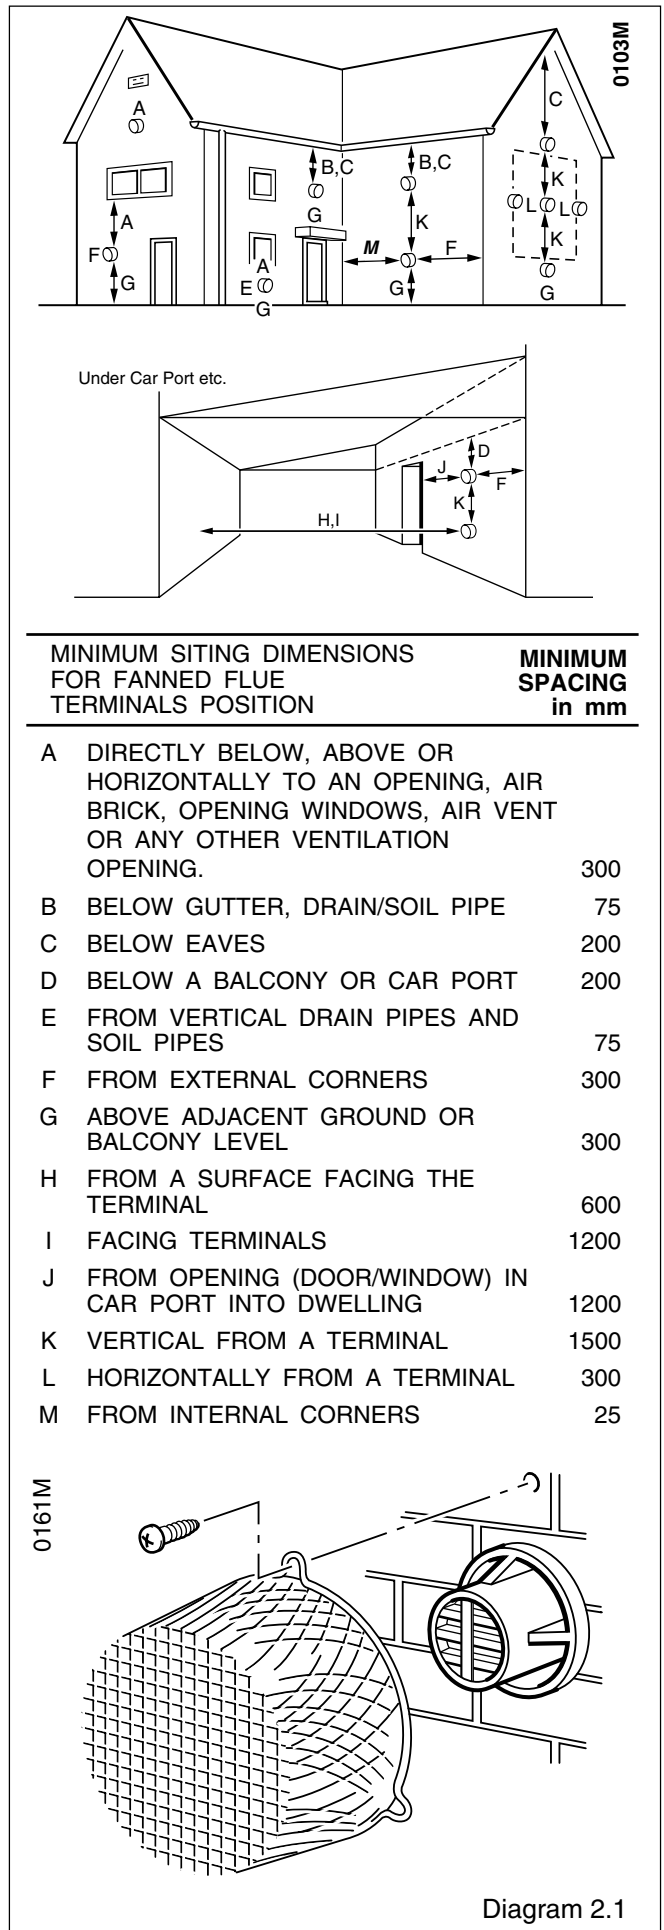 0103M
A
C
B,C
B,C
K
A
G
K
L
L
F
M
F
K
A
G
E
G
G
G
Under Car Port etc.
D
J
F
K
H,I
MINIMUM SITING DIMENSIONS
FOR FANNED FLUE
TERMINALS POSITION
MINIMUM
SPACING
in mm
A DIRECTLY BELOW, ABOVE OR
HORIZONTALLY TO AN OPENING, AIR
BRICK, OPENING WINDOWS, AIR VENT
OR ANY OTHER VENTILATION
OPENING. 300
B BELOW GUTTER, DRAIN/SOIL PIPE 75
C BELOW EAVES 200
D BELOW A BALCONY OR CAR PORT 200
E FROM VERTICAL DRAIN PIPES AND
SOIL PIPES 75
F FROM EXTERNAL CORNERS 300
G ABOVE ADJACENT GROUND OR
BALCONY LEVEL 300
H FROM A SURFACE FACING THE
TERMINAL 600
I FACING TERMINALS 1200
J FROM OPENING (DOOR/WINDOW) IN
CAR PORT INTO DWELLING 1200
K VERTICAL FROM A TERMINAL 1500
L HORIZONTALLY FROM A TERMINAL 300
M FROM INTERNAL CORNERS 25
0161M
Diagram 2.1